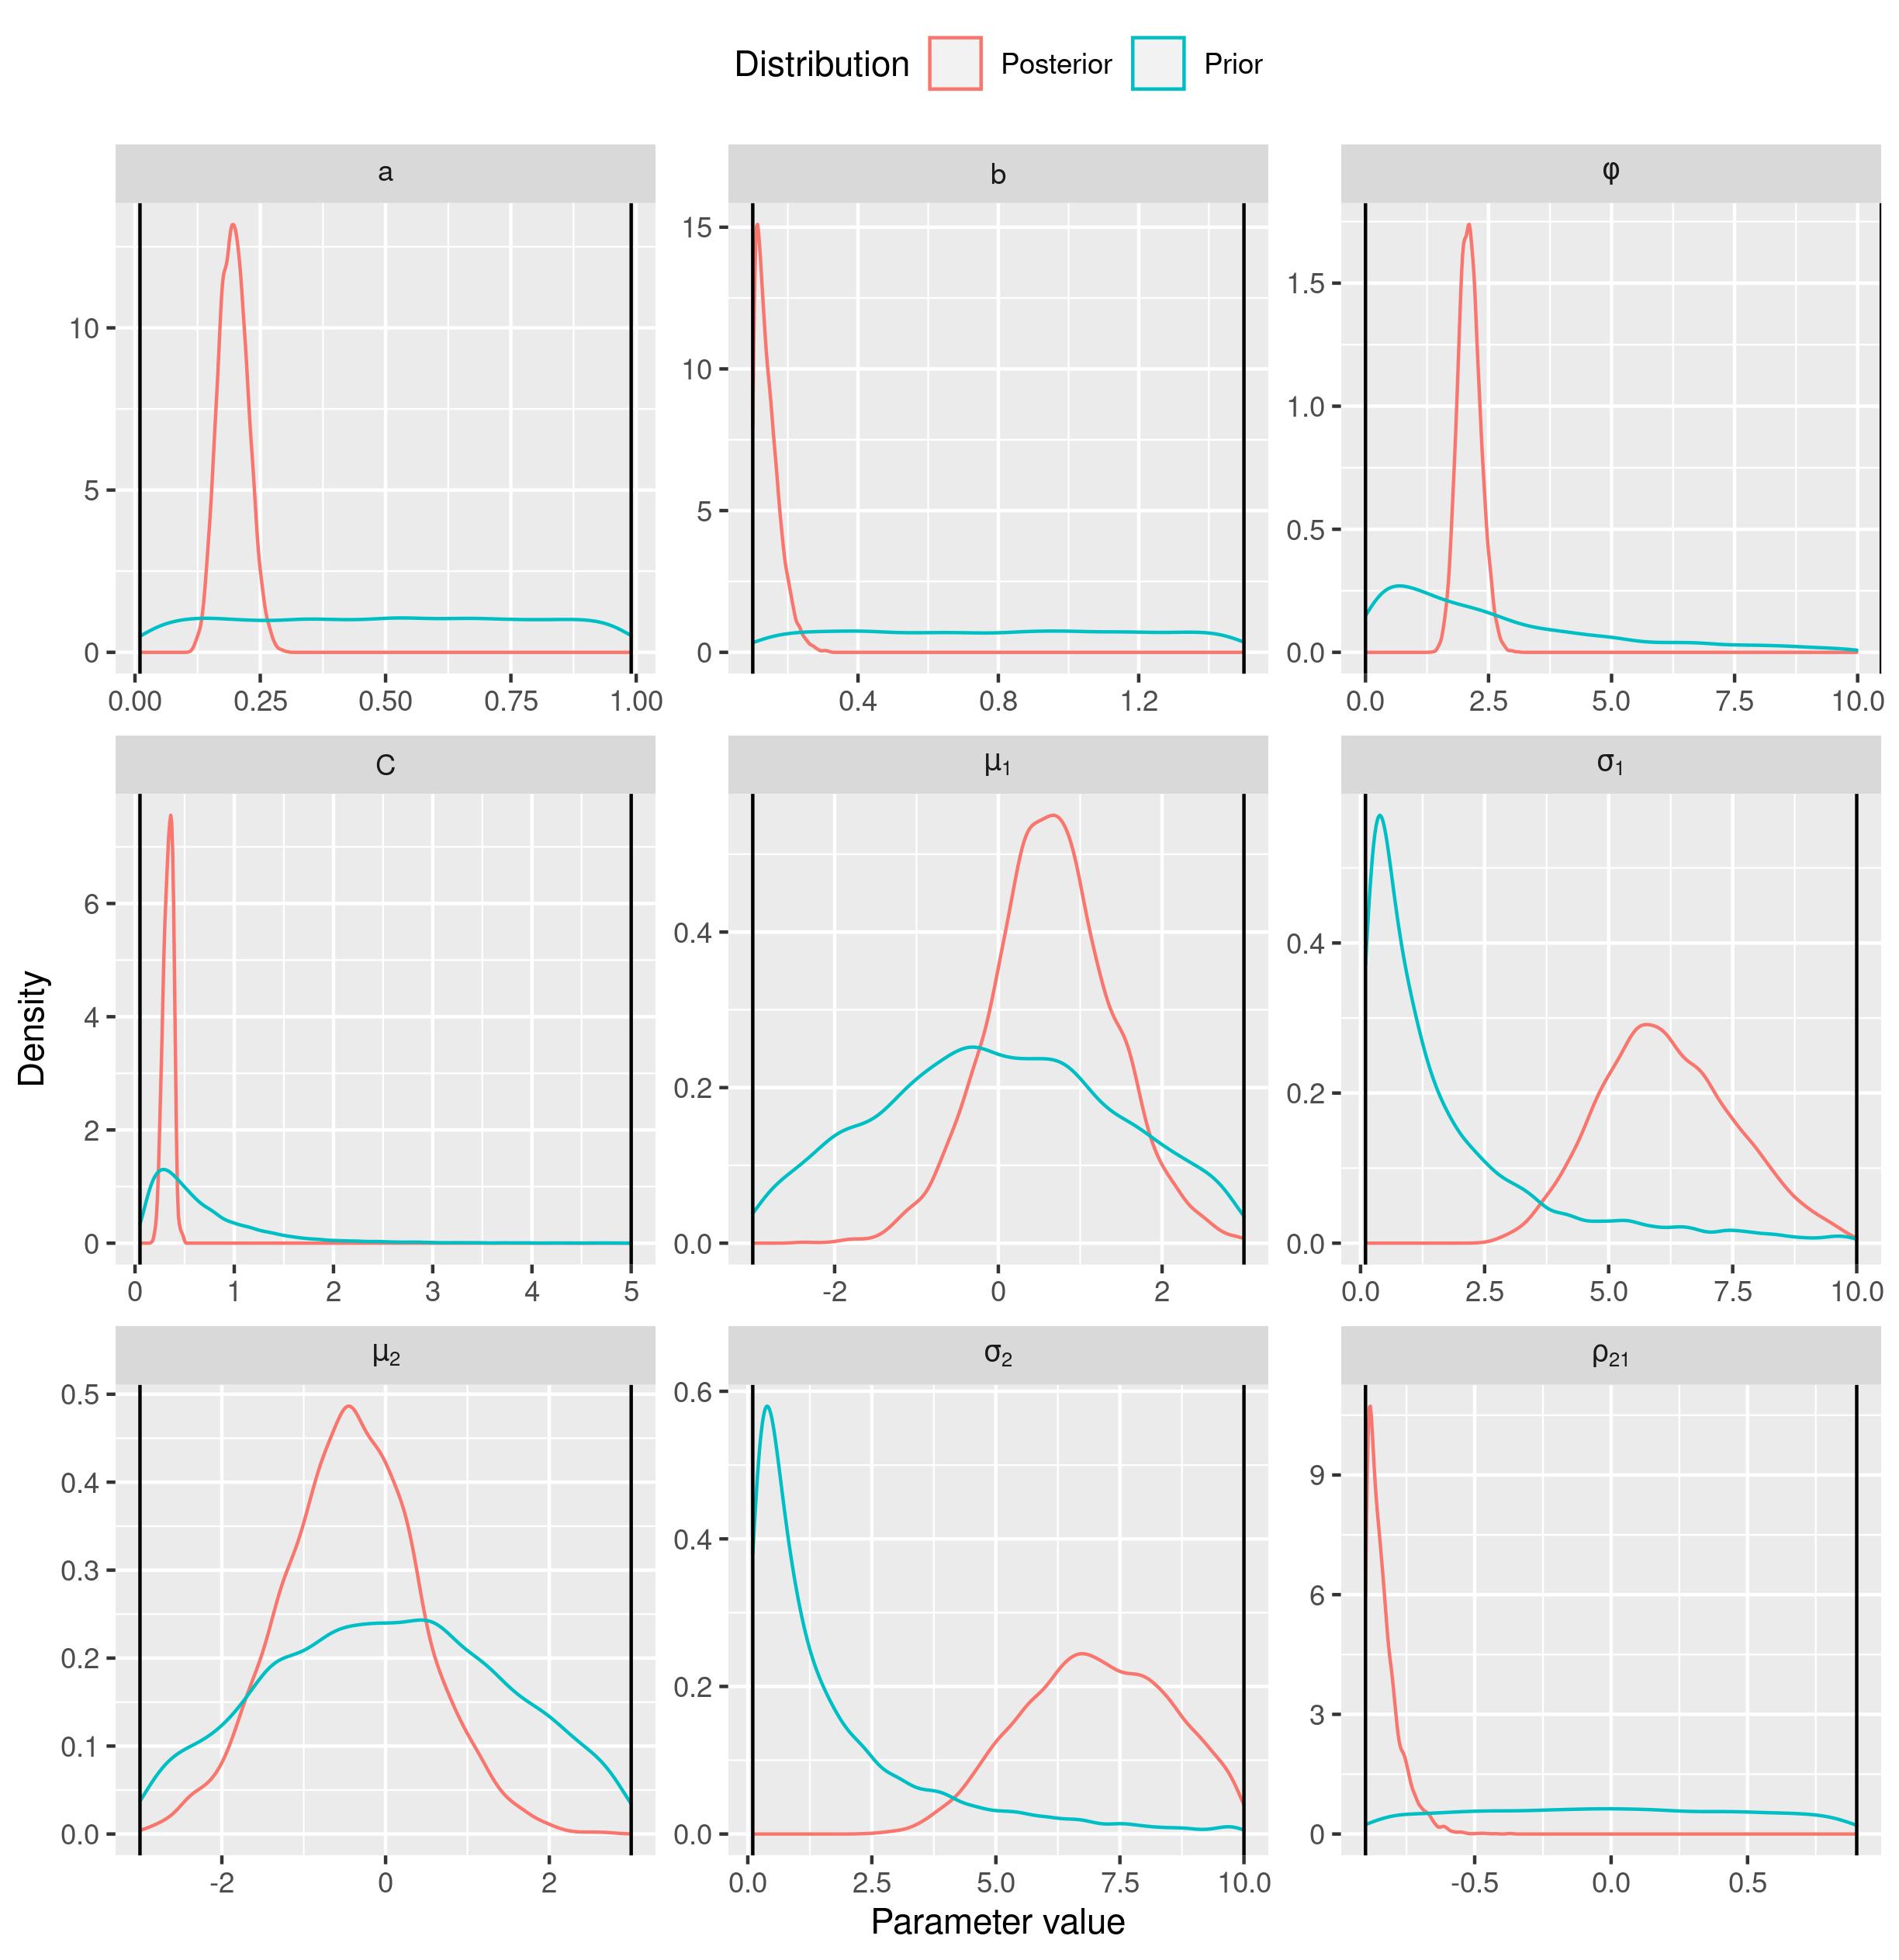 Distribution Posterior Prior
a b φ
0 5 10
0.00 0.25 0.50 0.75 1.00
0 5 10 15
0.4 0.8 1.2
0.0 0.5 1.0 1.5
0.0 2.5 5.0 7.5 10.0
C μ₁ σ₁
0 2 4 6
0 1 2 3 4 5
0.0 0.2 0.4
-2 0 2
0.0 0.2 0.4
0.0 2.5 5.0 7.5 10.0
Density
μ₂ σ₂ ρ₂₁
0.0 0.1 0.2 0.3 0.4 0.5
-2 0 2
0.0 0.2 0.4 0.6
0.0 2.5 5.0 7.5 10.0
0 3 6 9
-0.5 0.0 0.5
Parameter value